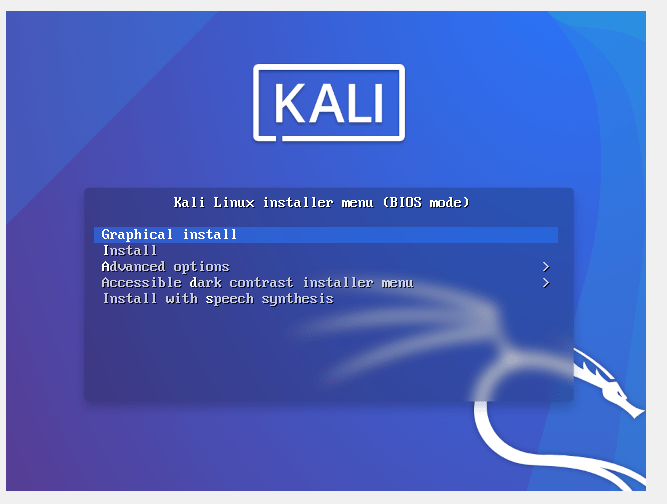 KALI
Kali Linux installer menu (BIOS mode)
Graphical install
Install
Advanced options >
Accessible dark contrast installer menu >
Install with speech synthesis